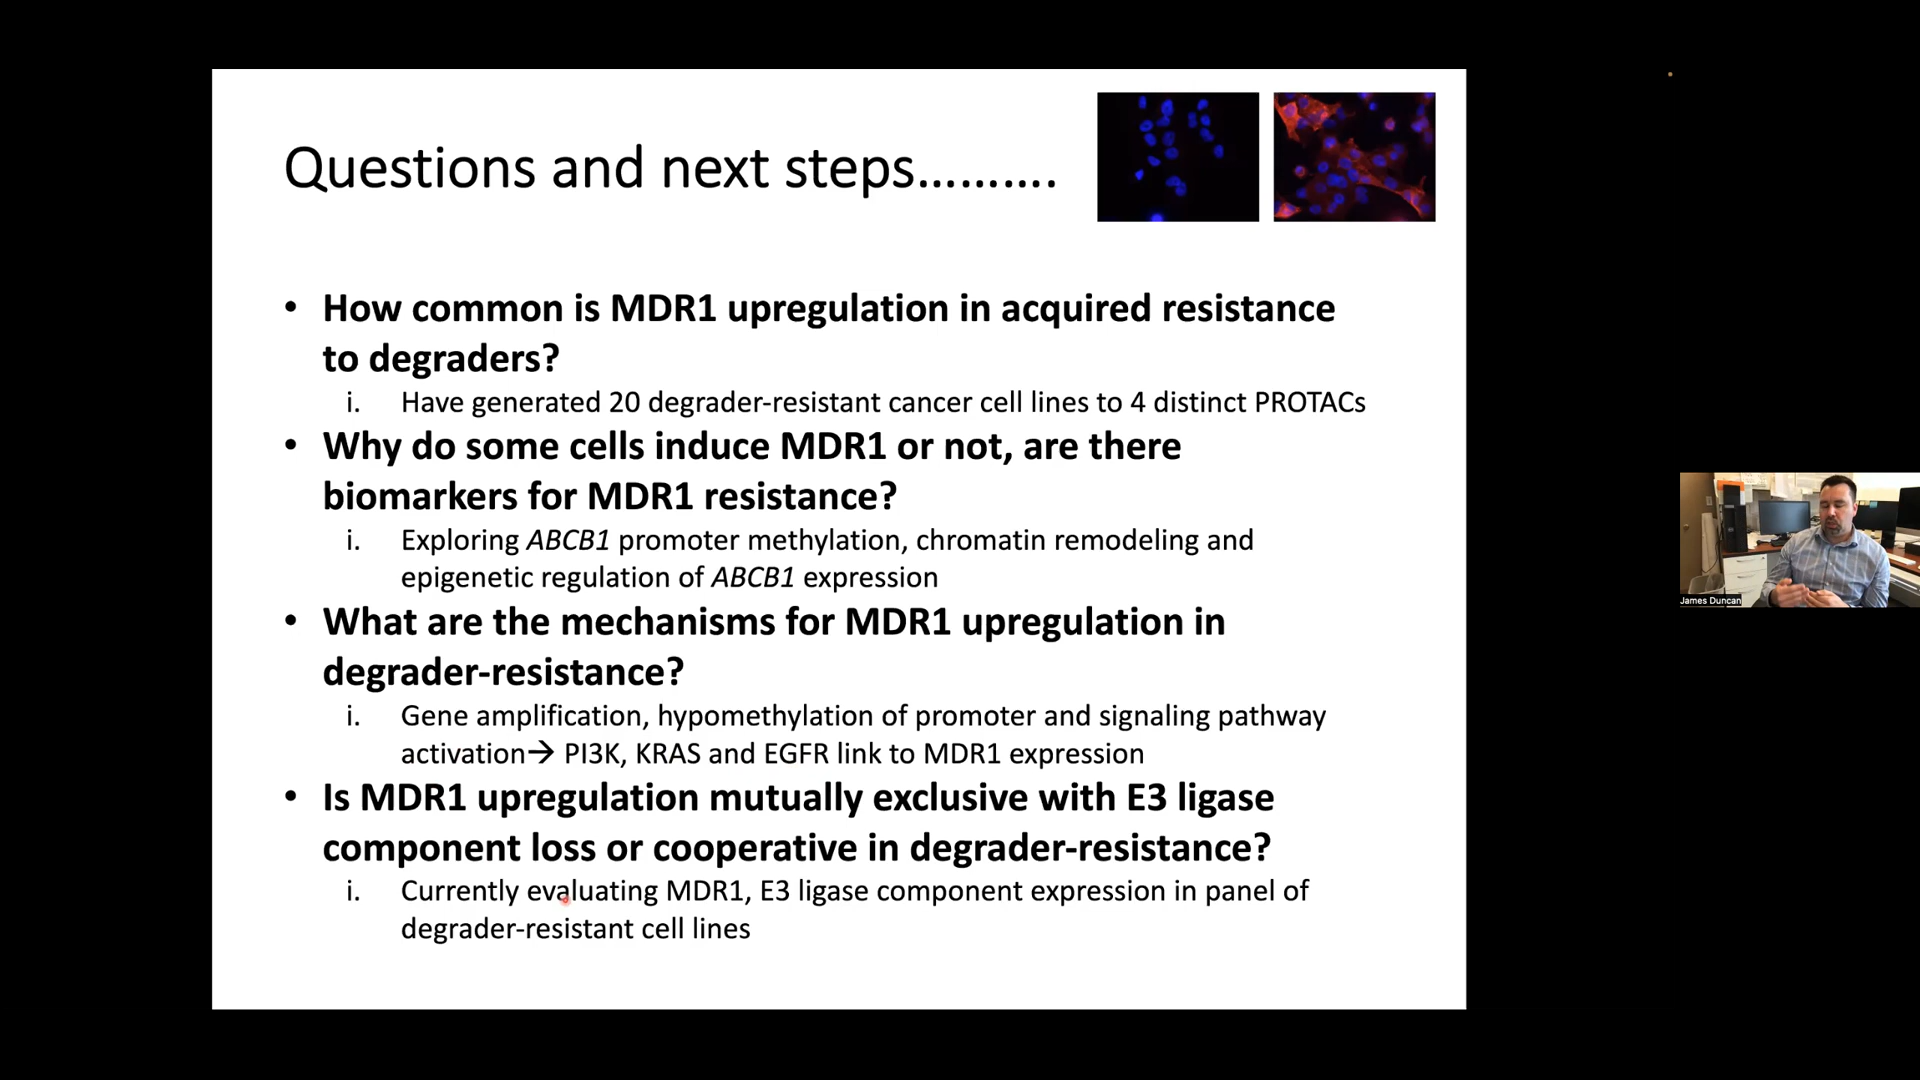 Questions and next steps……….
• How common is MDR1 upregulation in acquired resistance
to degraders?
i. Have generated 20 degrader-resistant cancer cell lines to 4 distinct PROTACs
• Why do some cells induce MDR1 or not, are there
biomarkers for MDR1 resistance?
i. Exploring ABCB1 promoter methylation, chromatin remodeling and
epigenetic regulation of ABCB1 expression
• What are the mechanisms for MDR1 upregulation in
degrader-resistance?
i. Gene amplification, hypomethylation of promoter and signaling pathway
activation→ PI3K, KRAS and EGFR link to MDR1 expression
• Is MDR1 upregulation mutually exclusive with E3 ligase
component loss or cooperative in degrader-resistance?
i. Currently evaluating MDR1, E3 ligase component expression in panel of
degrader-resistant cell lines
James Duncan